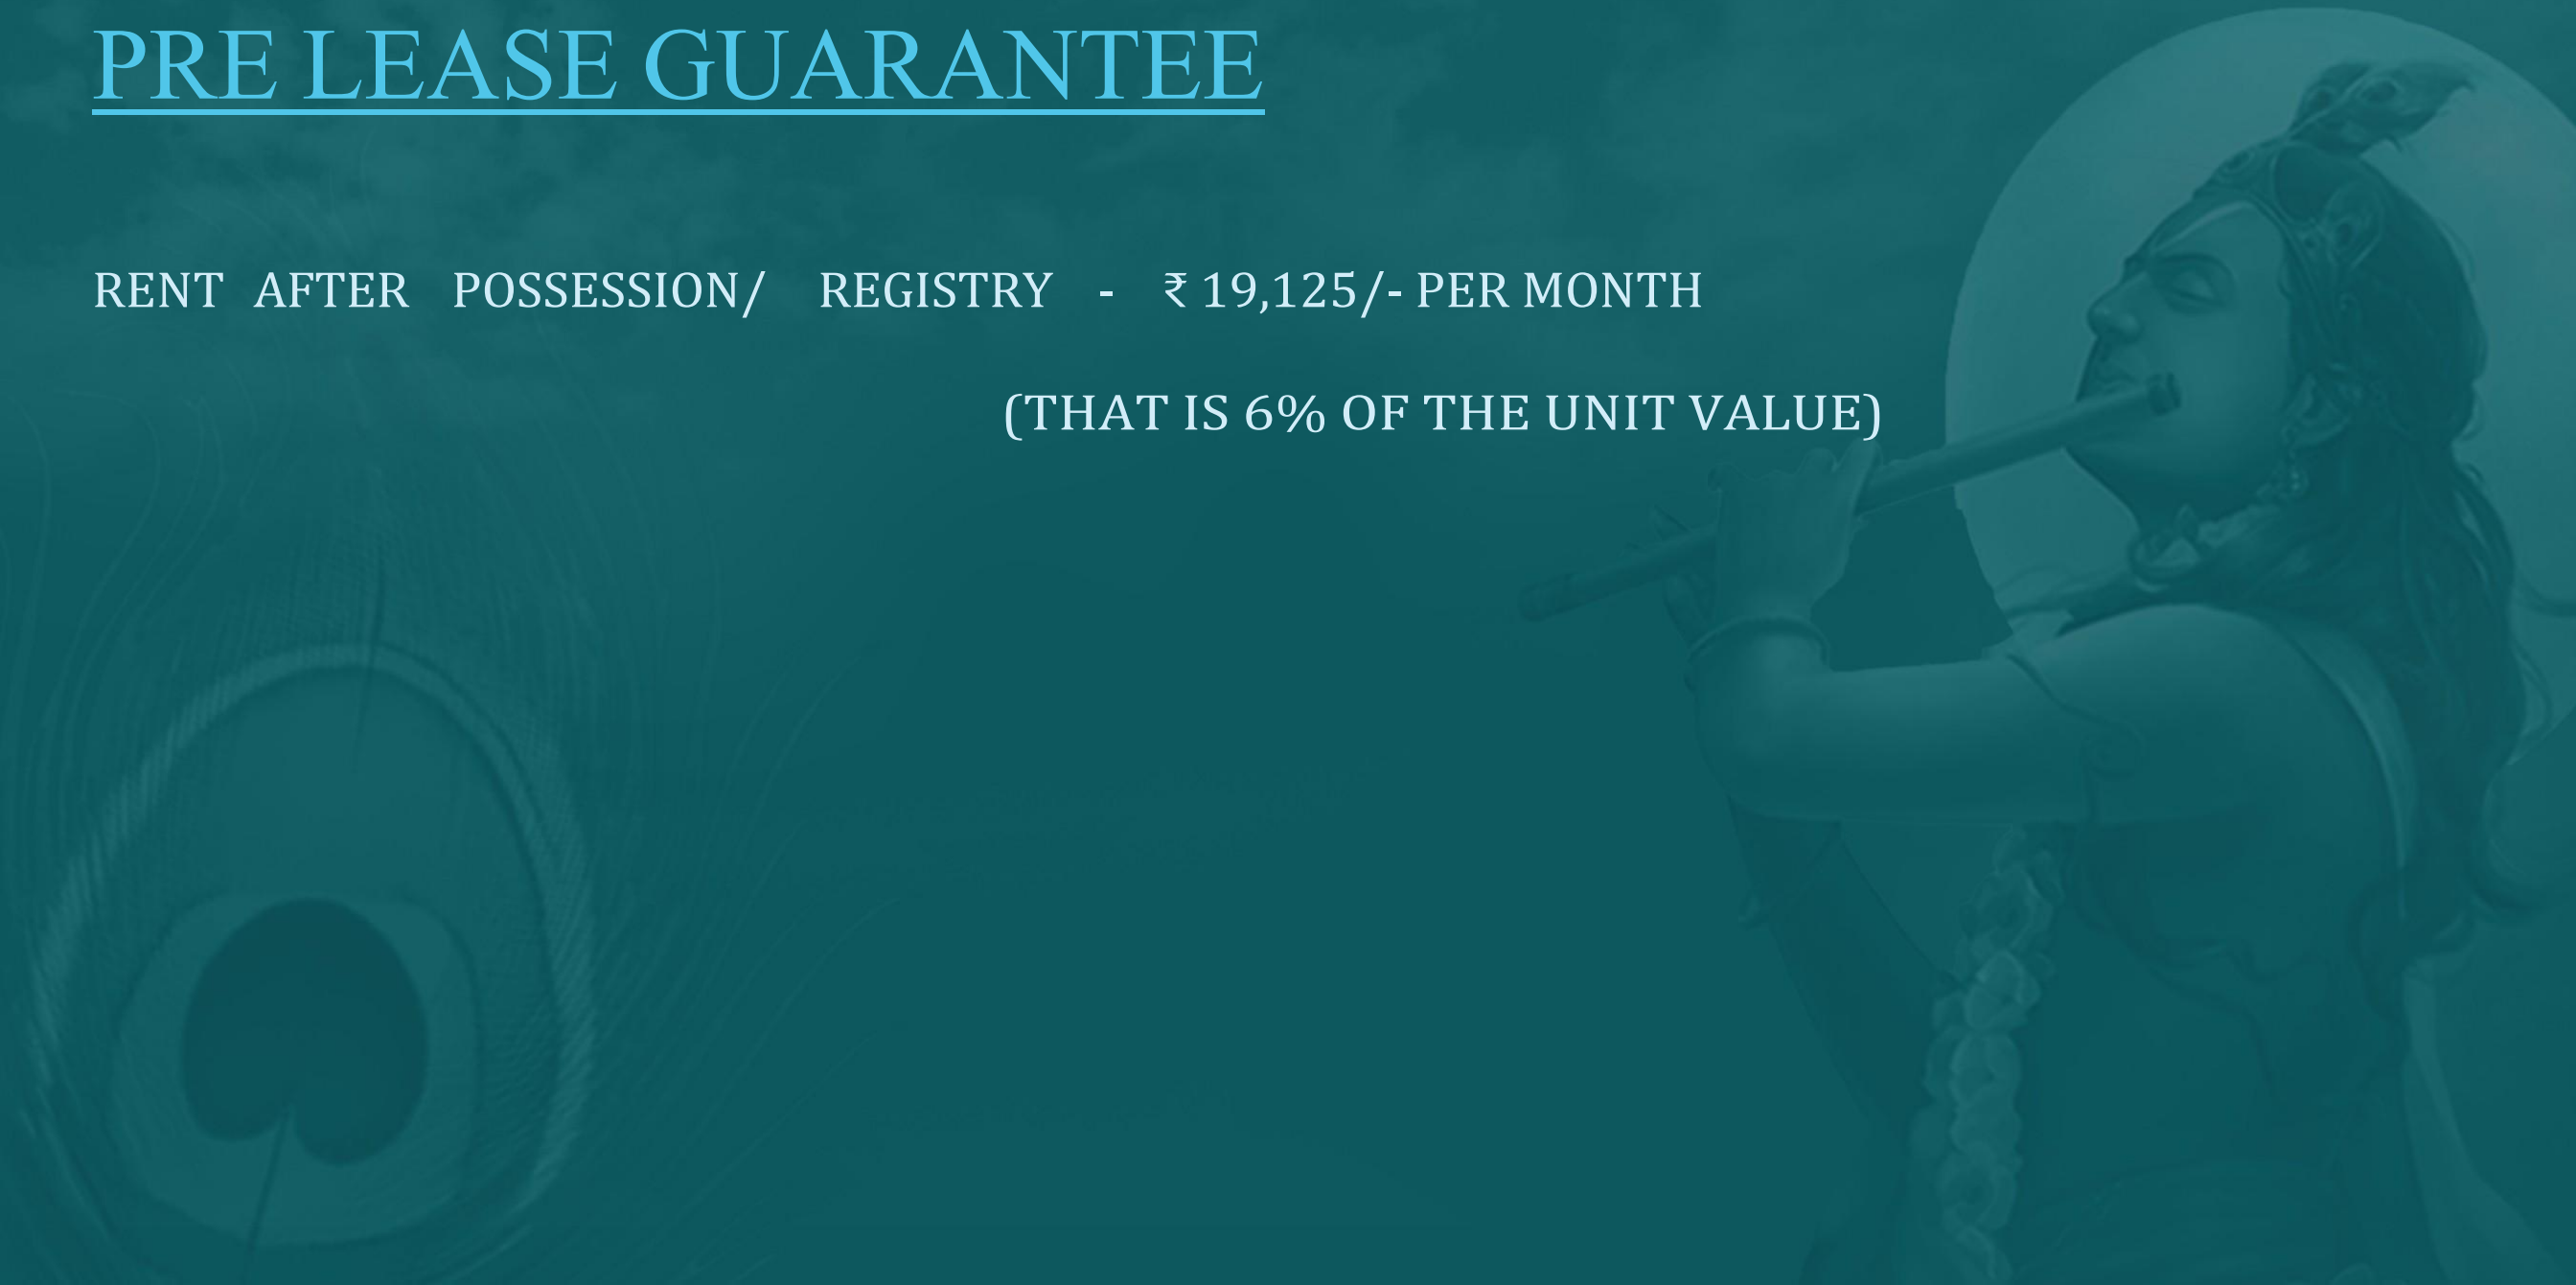 PRE LEASE GUARANTEE
RENT AFTER POSSESSION/ REGISTRY - ₹ 19,125/- PER MONTH
(THAT IS 6% OF THE UNIT VALUE)